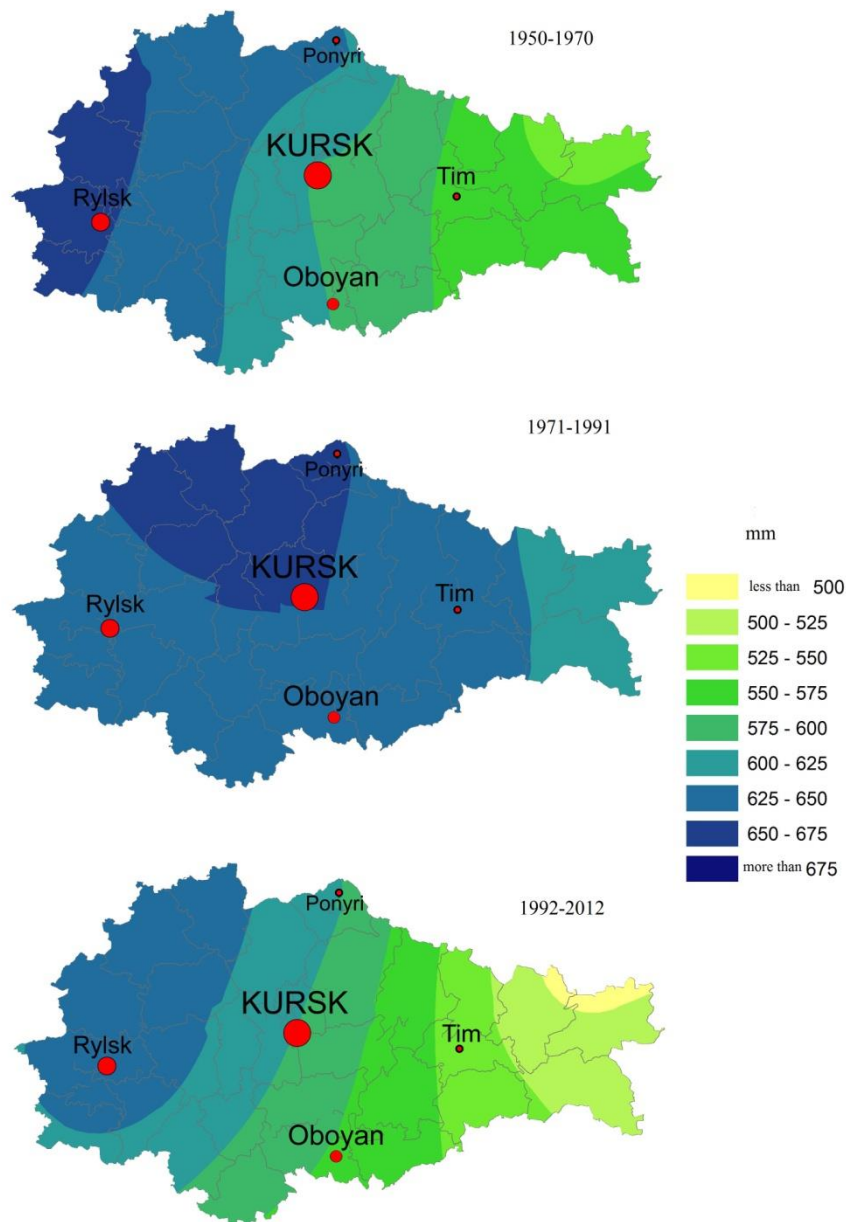 1950-1970
Ponyri
KURSK
Tim
Rylsk
Oboyan
1971-1991
Ponyri
KURSK
Tim
Rylsk
Oboyan
mm
less than 500
500 - 525
525 - 550
550 - 575
575 - 600
600 - 625
625 - 650
650 - 675
more than 675
1992-2012
Ponyri
KURSK
Tim
Rylsk
Oboyan